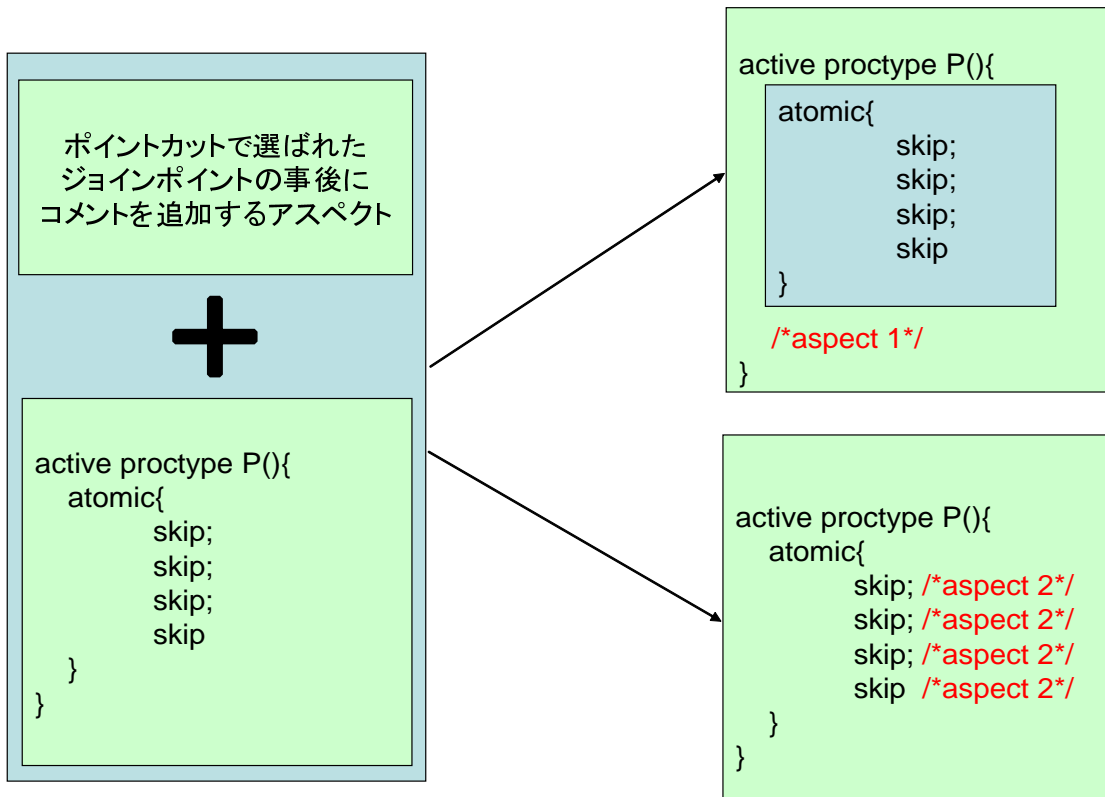 ポイントカットで選ばれた
ジョインポイントの事後に
コメントを追加するアスペクト
active proctype P(){
atomic{
skip;
skip;
skip;
skip
}
}
active proctype P(){
atomic{
skip;
skip;
skip;
skip
}
/*aspect 1*/
}
active proctype P(){
atomic{
skip; /*aspect 2*/
skip; /*aspect 2*/
skip; /*aspect 2*/
skip /*aspect 2*/
}
}